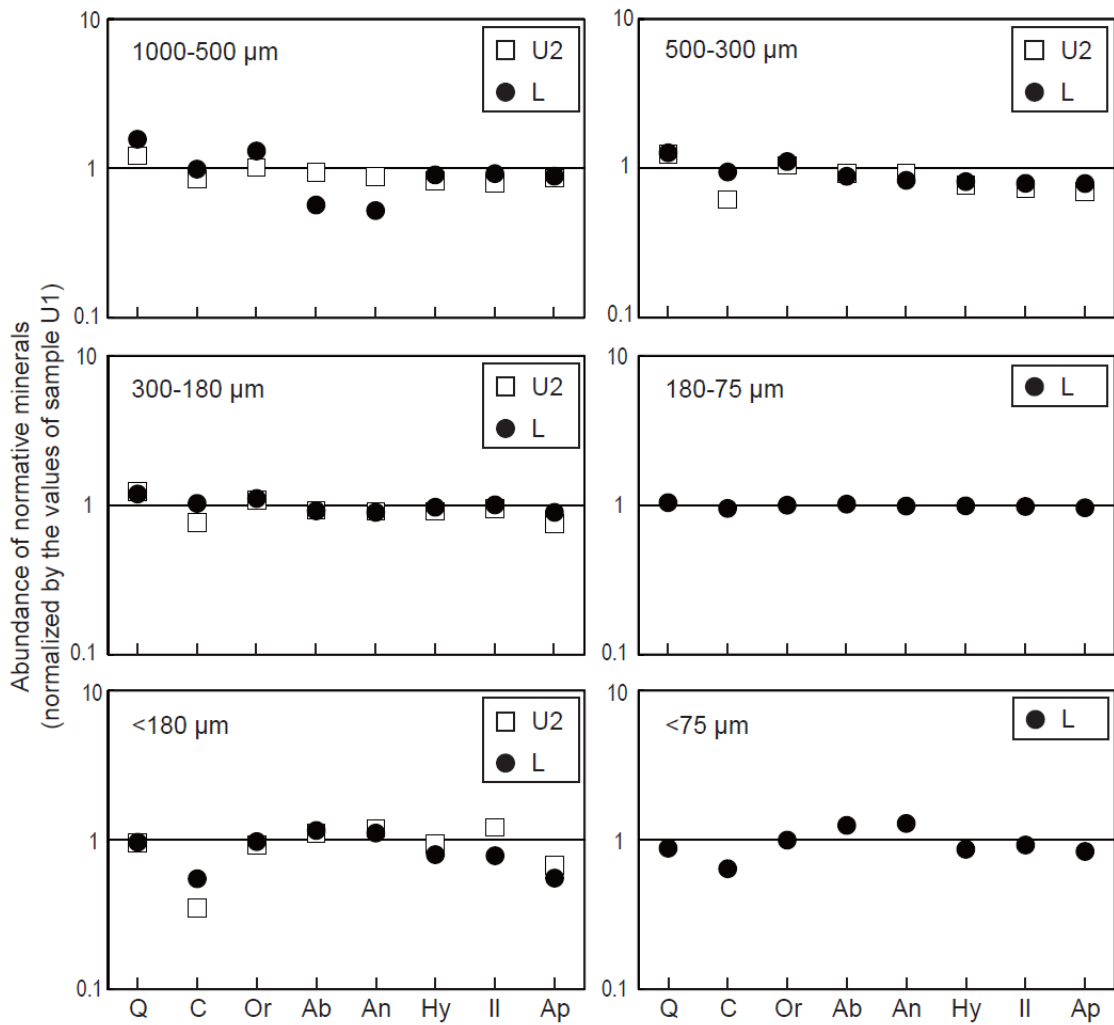 Abundance of normative minerals
(normalized by the values of sample U1)
10
1
0.1
1000-500 µm
U2
L
10
1
0.1
500-300 µm
U2
L
10
1
0.1
300-180 µm
U2
L
10
1
0.1
180-75 µm
L
10
1
0.1
<180 µm
U2
L
Q C Or Ab An Hy Il Ap
10
1
0.1
<75 µm
L
Q C Or Ab An Hy Il Ap